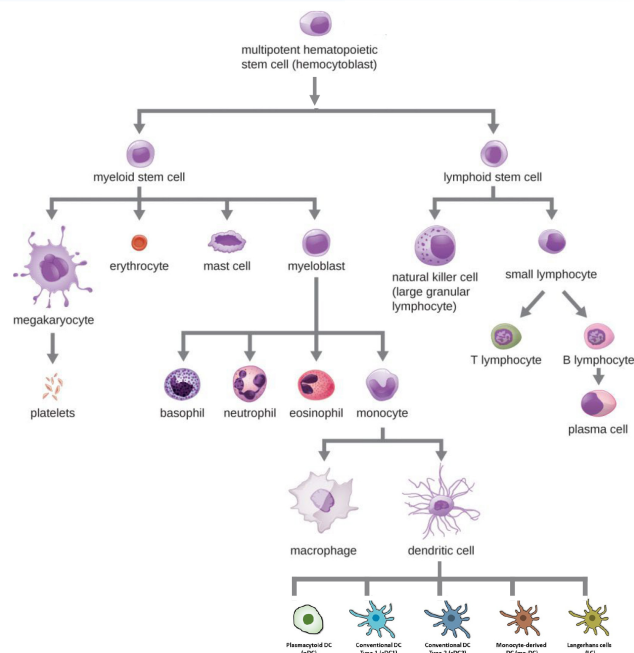 multipotent hematopoietic
stem cell (hemocytoblast)
myeloid stem cell
lymphoid stem cell
megakaryocyte
erythrocyte
mast cell
myeloblast
natural killer cell
(large granular
lymphocyte)
small lymphocyte
platelets
T lymphocyte
B lymphocyte
plasma cell
basophil
neutrophil
eosinophil
monocyte
macrophage
dendritic cell
Plasmacytoid DC
Conventional DC
Conventional DC
Monocyte-derived
Langerhans cells